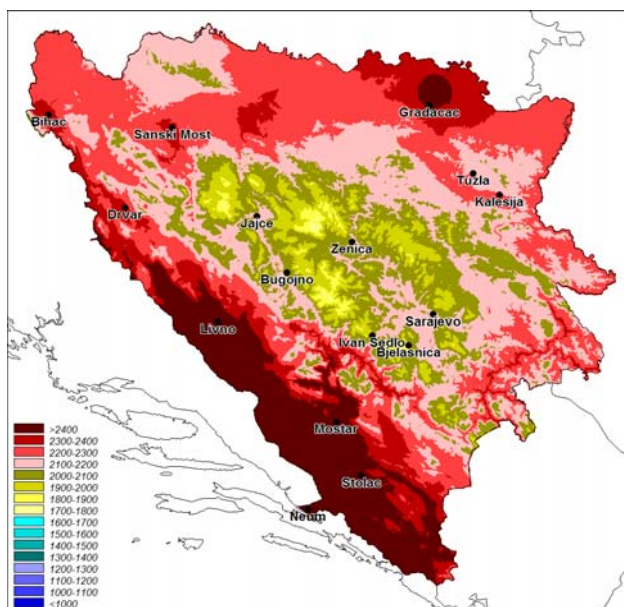 Gradacac
Bihac
Sanski Most
Tuzla
Kalesija
Drvar
Jajce
Zenica
Bugojno
Sarajevo
Livno
Ivan Sedlo
Bjelasnica
Mostar
Stolac
Neum
>2400
2300-2400
2200-2300
2100-2200
2000-2100
1900-2000
1800-1900
1700-1800
1600-1700
1500-1600
1400-1500
1300-1400
1200-1300
1100-1200
1000-1100
<1000